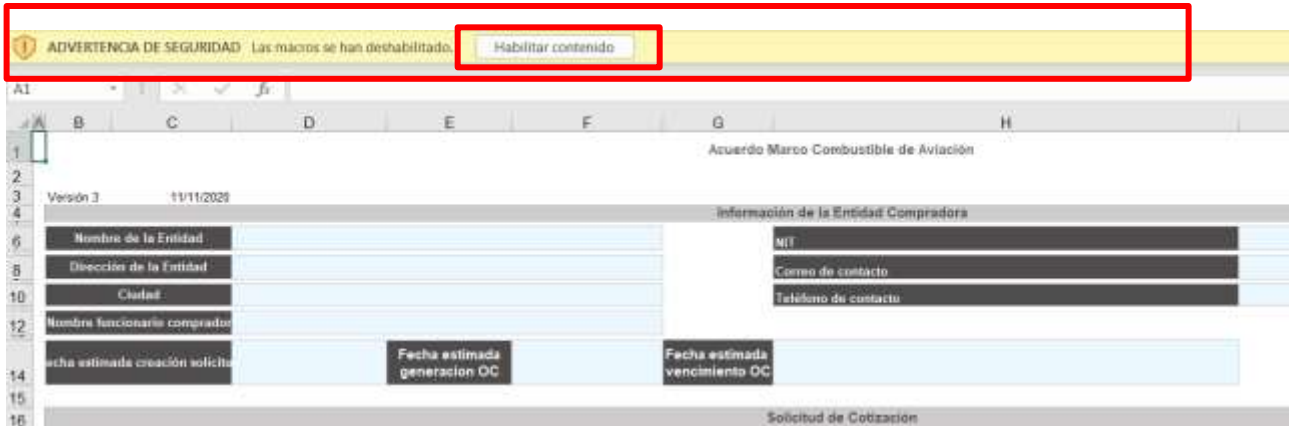 ADVERTENCIA DE SEGURIDAD Las macros se han deshabilitado. Habilitar contenido
A1 fx
A B C D E F G H
1 Acuerdo Marco Combustible de Aviación
2
3 Versión 3 11/11/2020
4 Información de la Entidad Compradora
6 Nombre de la Entidad NIT
8 Dirección de la Entidad Correo de contacto
10 Ciudad Teléfono de contacto
12 Nombre funcionario comprador
Fecha estimada Fecha estimada
echa estimada creación solicitu generacion OC vencimiento OC
14
15
16 Solicitud de Cotización